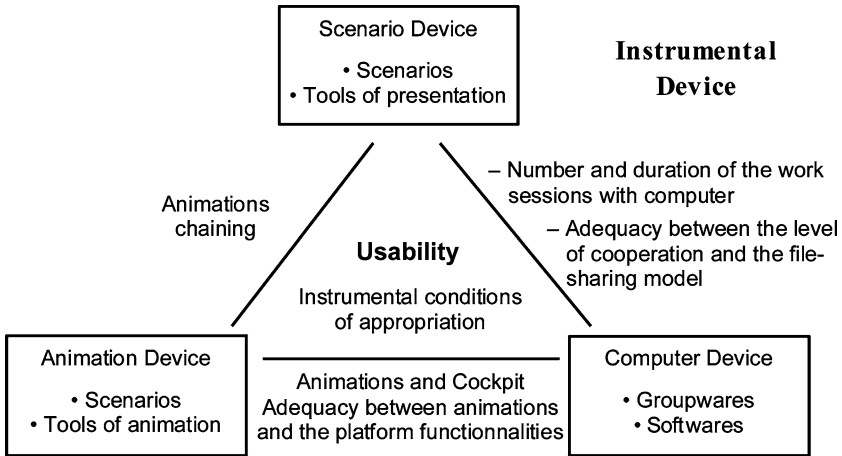 Scenario Device
• Scenarios
• Tools of presentation
Instrumental
Device
– Number and duration of the work
sessions with computer
– Adequacy between the level
of cooperation and the file-
sharing model
Animations
chaining
Usability
Instrumental conditions
of appropriation
Animation Device
• Scenarios
• Tools of animation
Animations and Cockpit
Adequacy between animations
and the platform functionnalities
Computer Device
• Groupwares
• Softwares